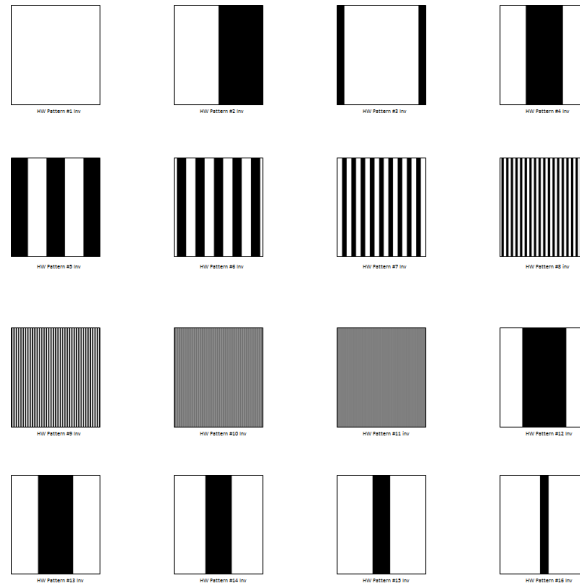 HW Pattern #1 inv
HW Pattern #2 inv
HW Pattern #3 inv
HW Pattern #4 inv
HW Pattern #5 inv
HW Pattern #6 inv
HW Pattern #7 inv
HW Pattern #8 inv
HW Pattern #9 inv
HW Pattern #10 inv
HW Pattern #11 inv
HW Pattern #12 inv
HW Pattern #13 inv
HW Pattern #14 inv
HW Pattern #15 inv
HW Pattern #16 inv